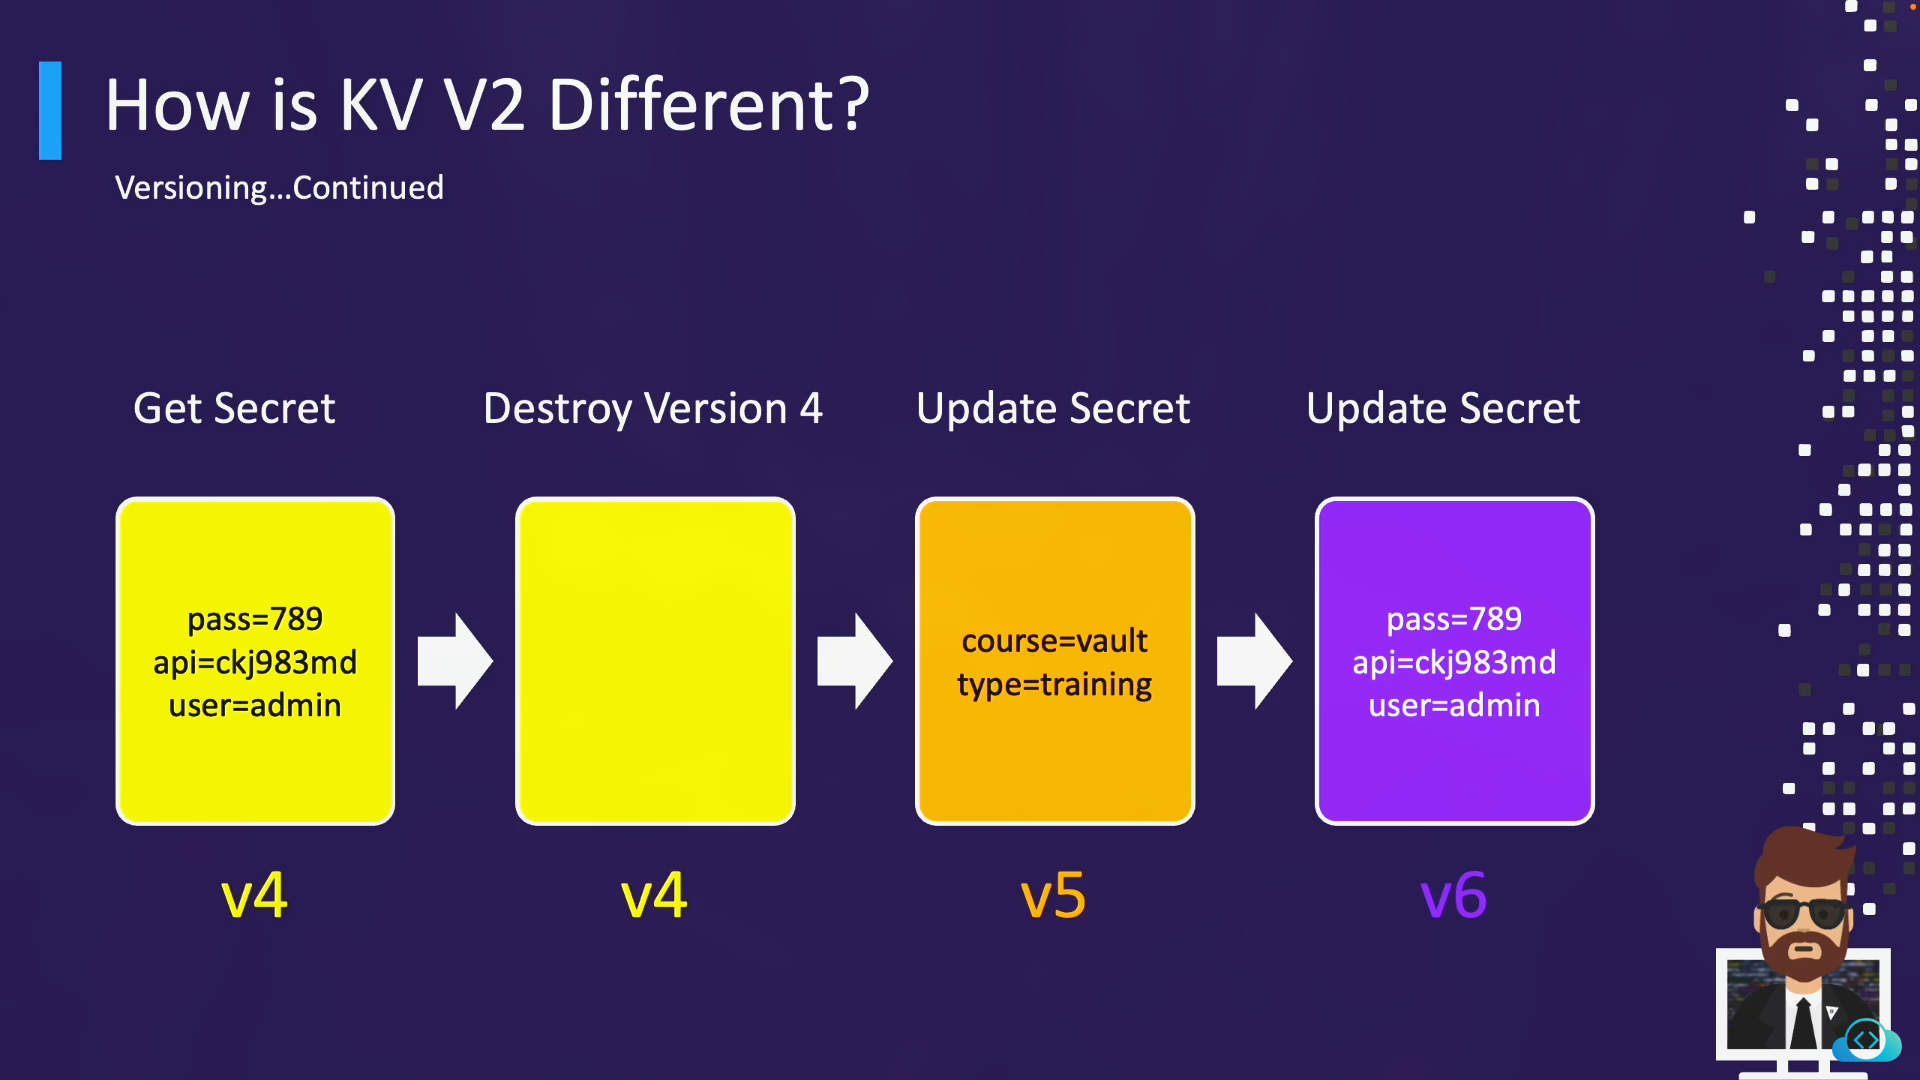 How is KV V2 Different?
Versioning...Continued
Get Secret
Destroy Version 4
Update Secret
Update Secret
pass=789
api=ckj983md
user=admin
course=vault
type=training
pass=789
api=ckj983md
user=admin
v4
v4
v5
v6